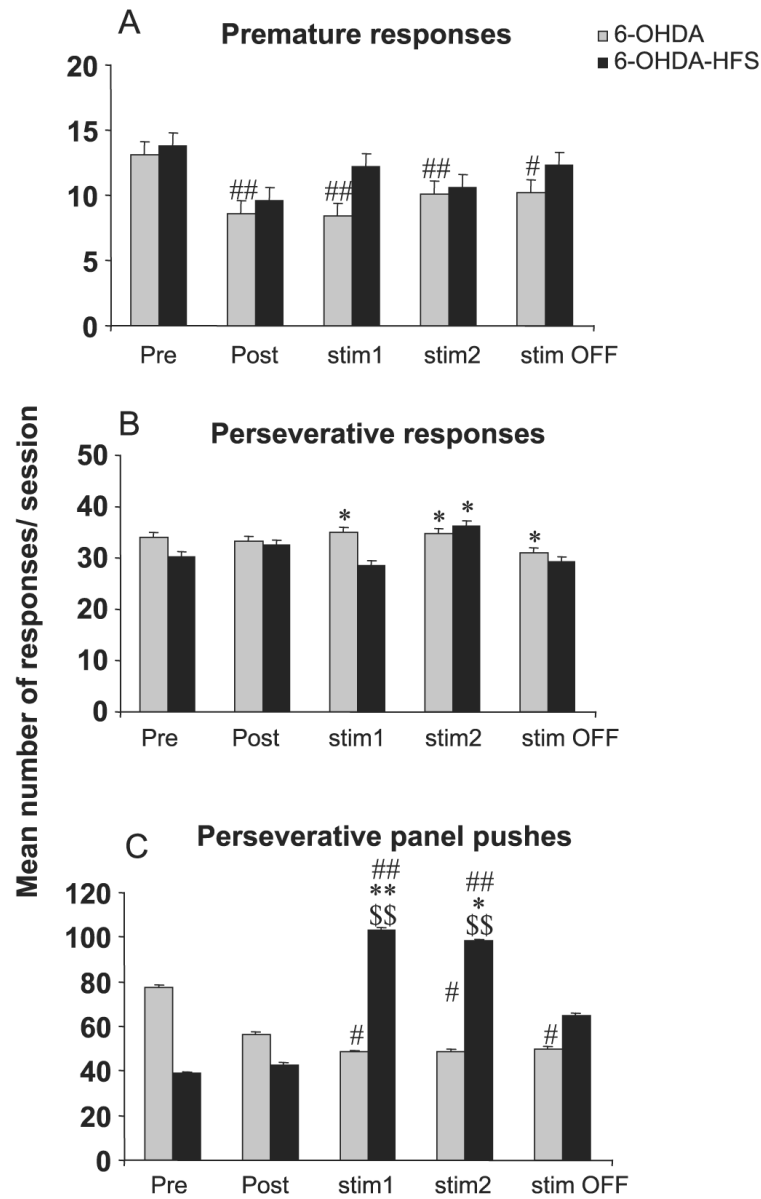 A
Premature responses
6-OHDA
6-OHDA-HFS
20
15
10
5
0
##
##
##
#
Pre Post stim1 stim2 stim OFF
Mean number of responses/ session
B
Perseverative responses
50
40
30
20
10
0
*
*
*
*
Pre Post stim1 stim2 stim OFF
C
Perseverative panel pushes
120
100
80
60
40
20
0
##
**
$$
##
*
$$
#
#
#
Pre Post stim1 stim2 stim OFF